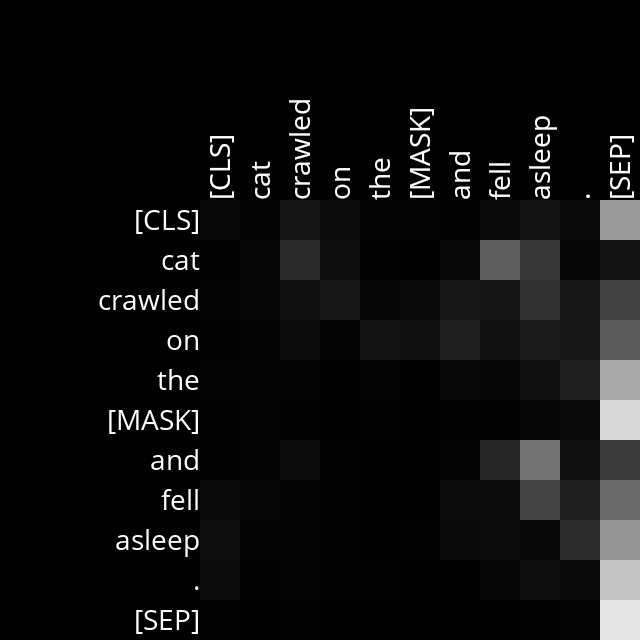 [CLS] cat crawled on the [MASK] and fell asleep . [SEP]
[CLS]
cat
crawled
on
the
[MASK]
and
fell
asleep
.
[SEP]